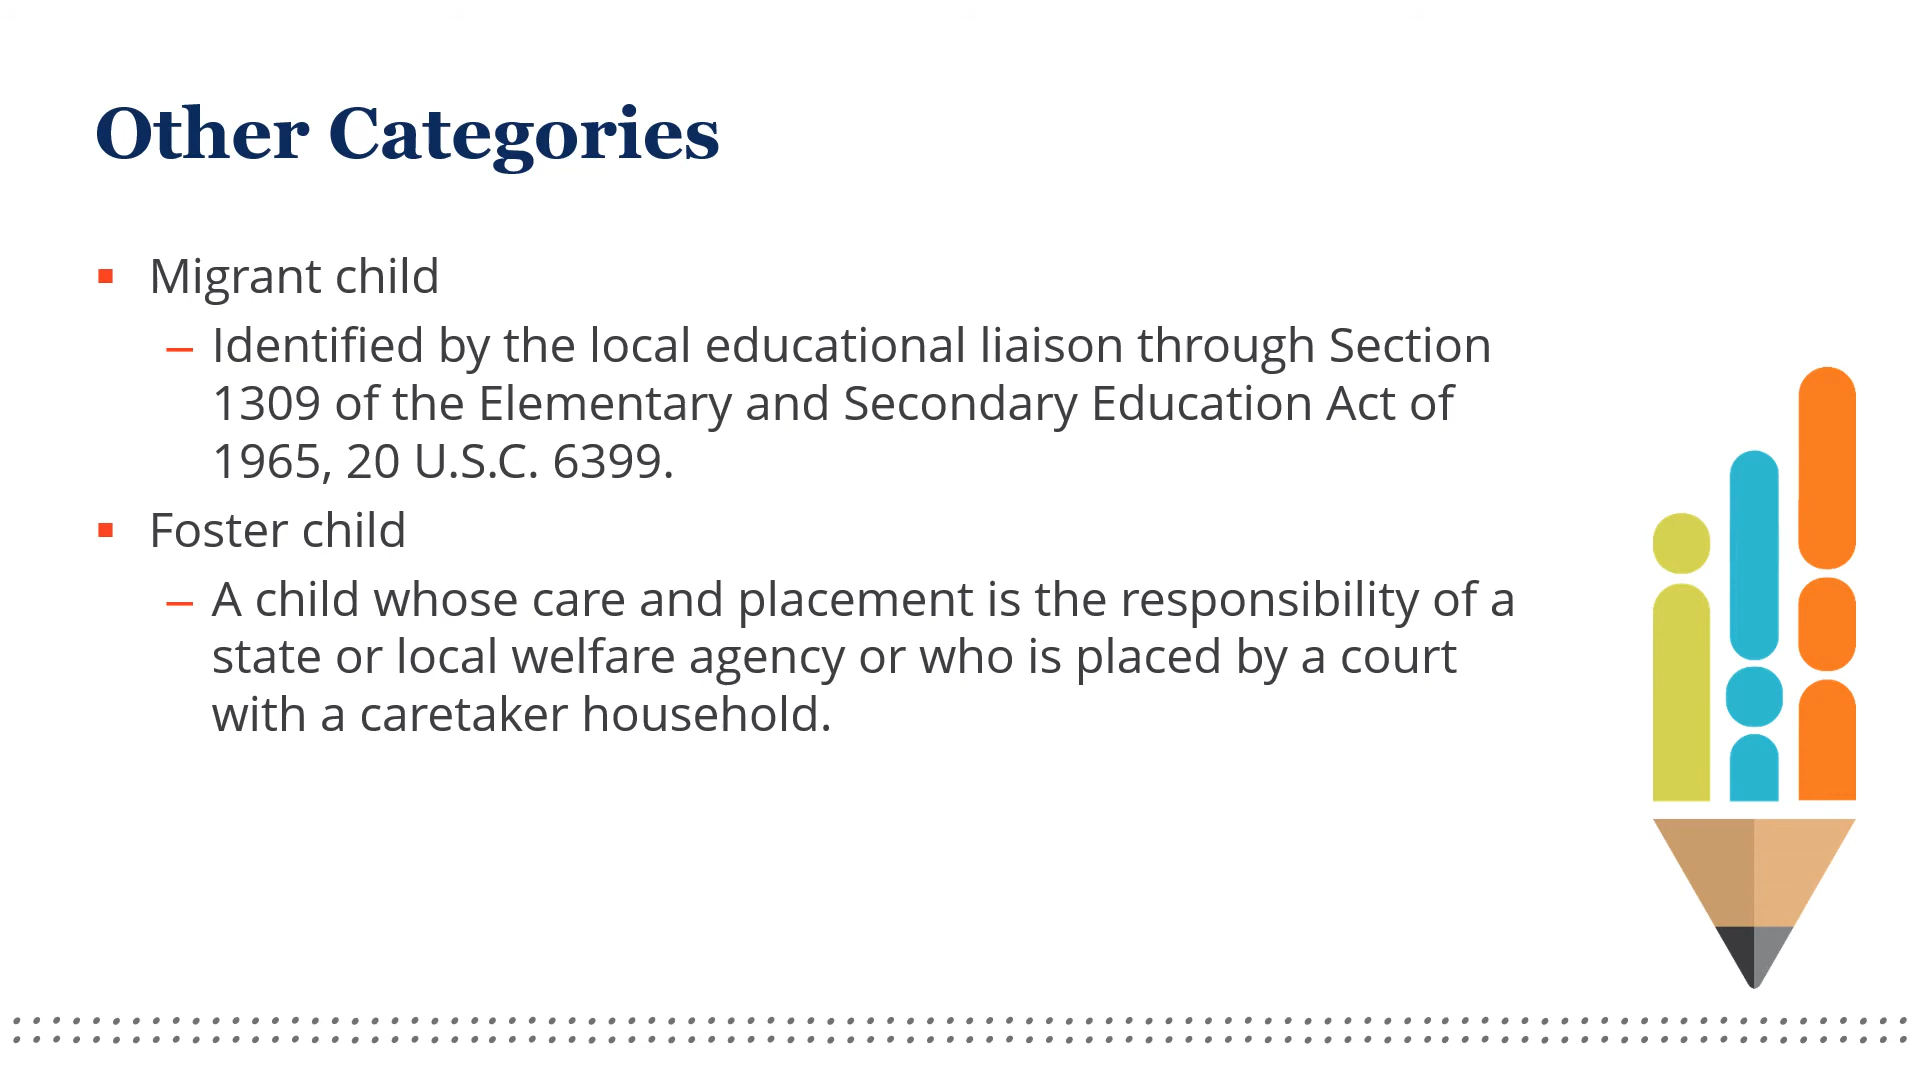 Other Categories
▪ Migrant child
– Identified by the local educational liaison through Section
1309 of the Elementary and Secondary Education Act of
1965, 20 U.S.C. 6399.
▪ Foster child
– A child whose care and placement is the responsibility of a
state or local welfare agency or who is placed by a court
with a caretaker household.